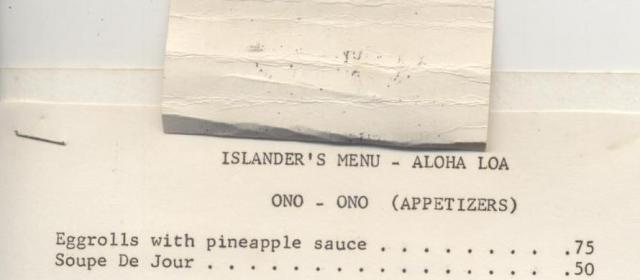 ISLANDER'S MENU - ALOHA LOA
ONO - ONO (APPETIZERS)
Eggrolls with pineapple sauce . . . . . . . . . .75
Soupe De Jour . . . . . . . . . . . . . . . . . 50